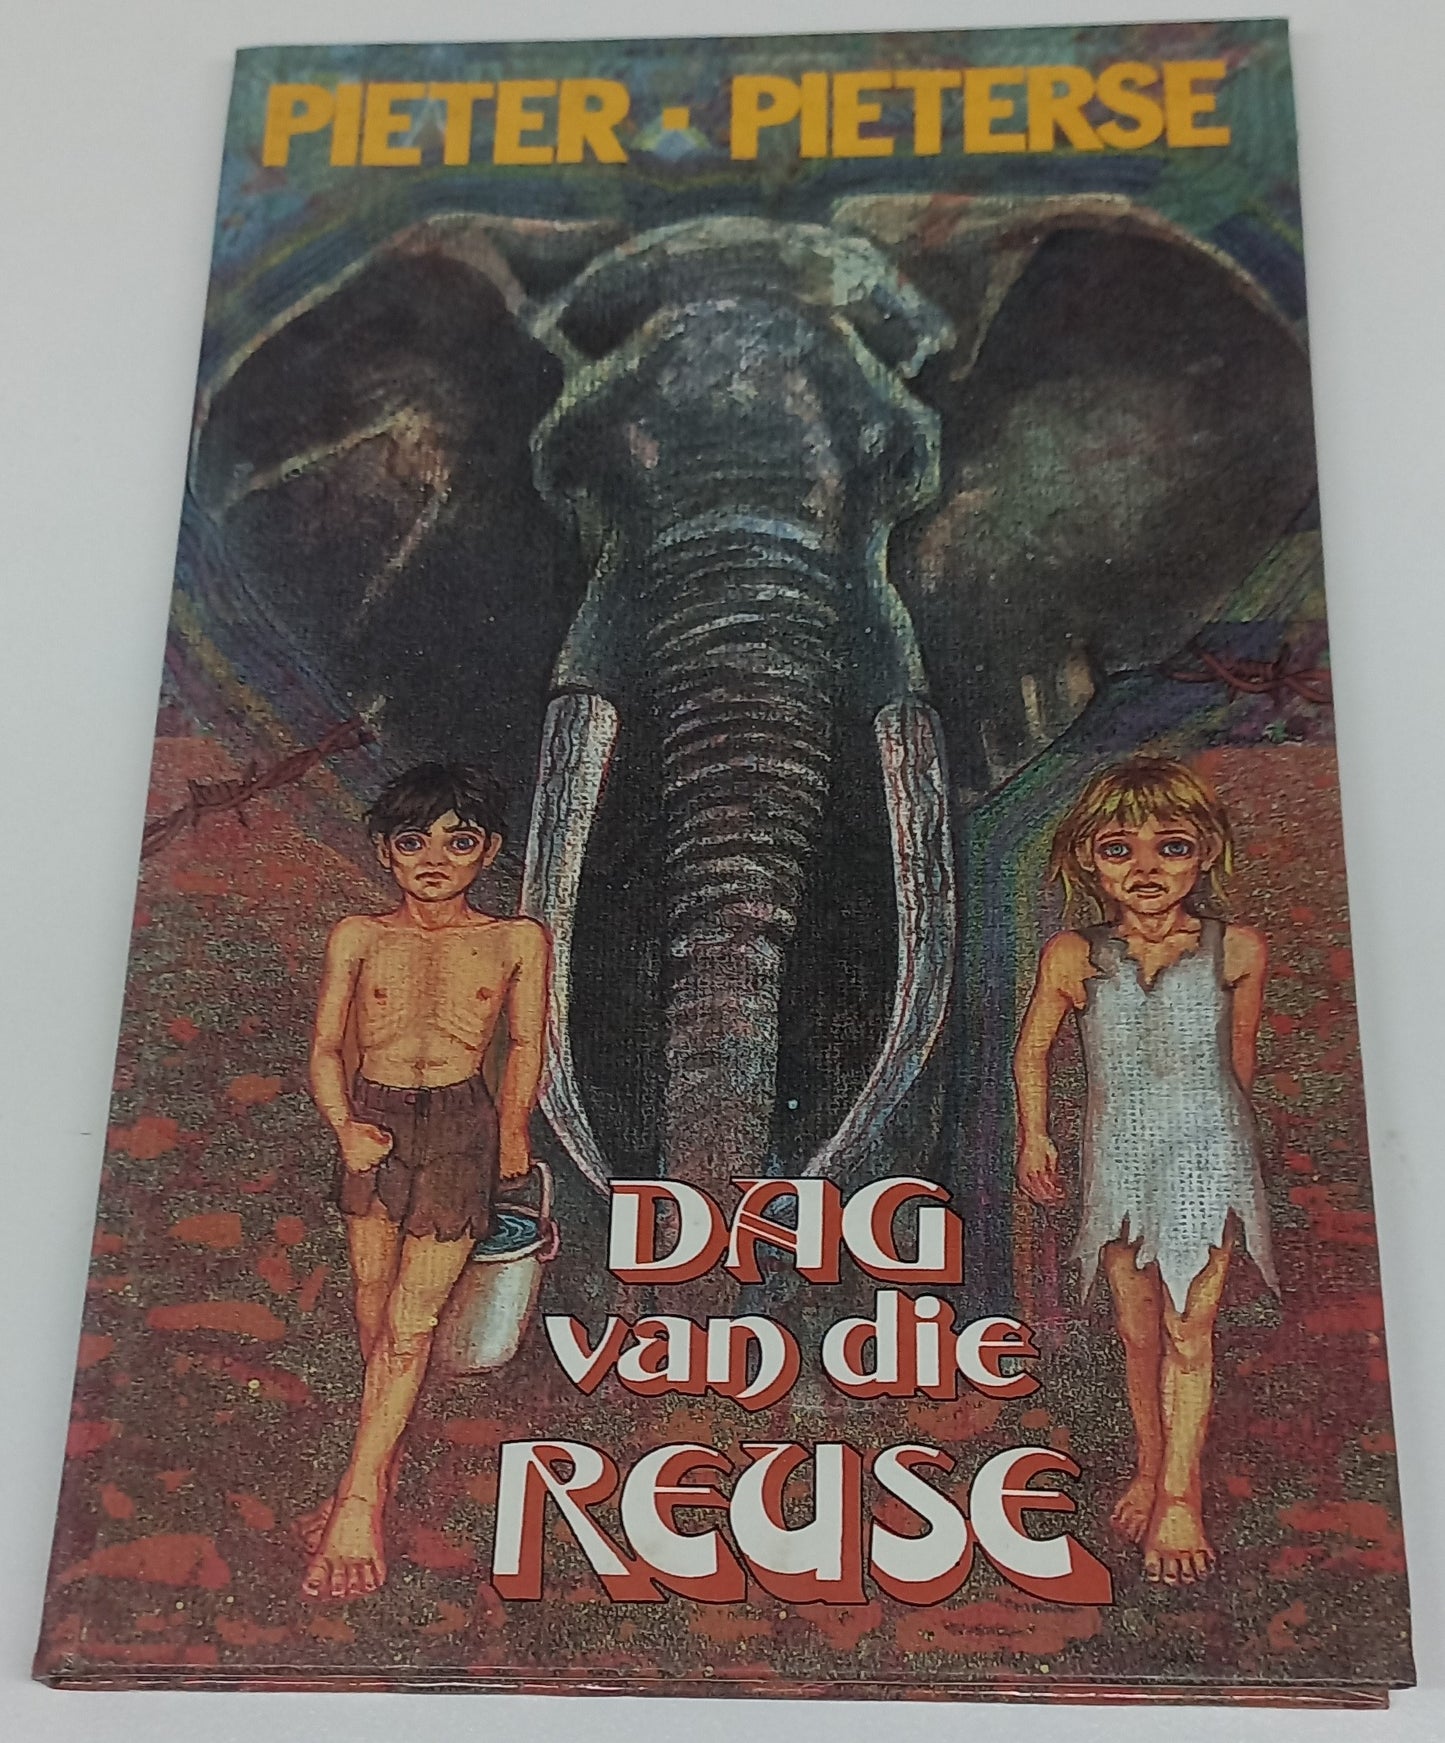 PIETER · PIETERSE
DAG
van die
REUSE